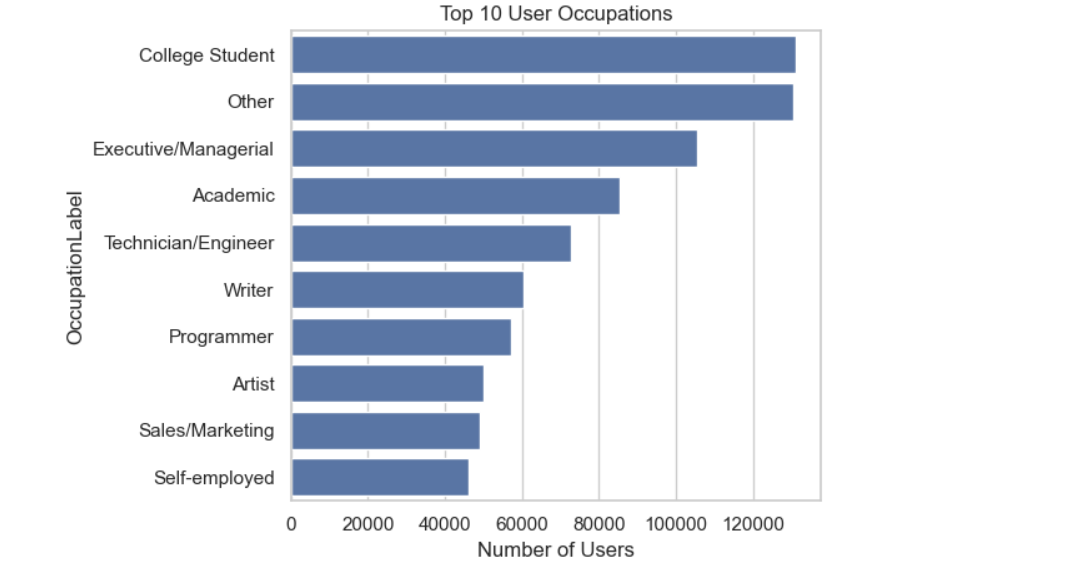 Top 10 User Occupations
College Student
Other
Executive/Managerial
Academic
Technician/Engineer
Writer
Programmer
Artist
Sales/Marketing
Self-employed
OccupationLabel
0 20000 40000 60000 80000 100000 120000
Number of Users